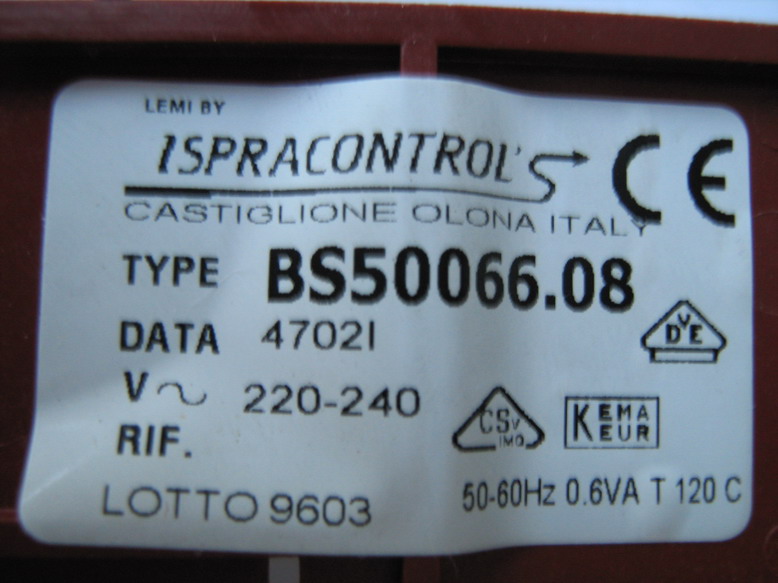 LEMI BY
ISPRACONTROL'S
CE
CASTIGLIONE OLONA ITALY
TYPE BS50066.08
DATA 4702I
VDE
V~ 220-240
CSV
IMQ
KEMA
EUR
RIF.
LOTTO 9603
50-60Hz 0.6VA T 120 C